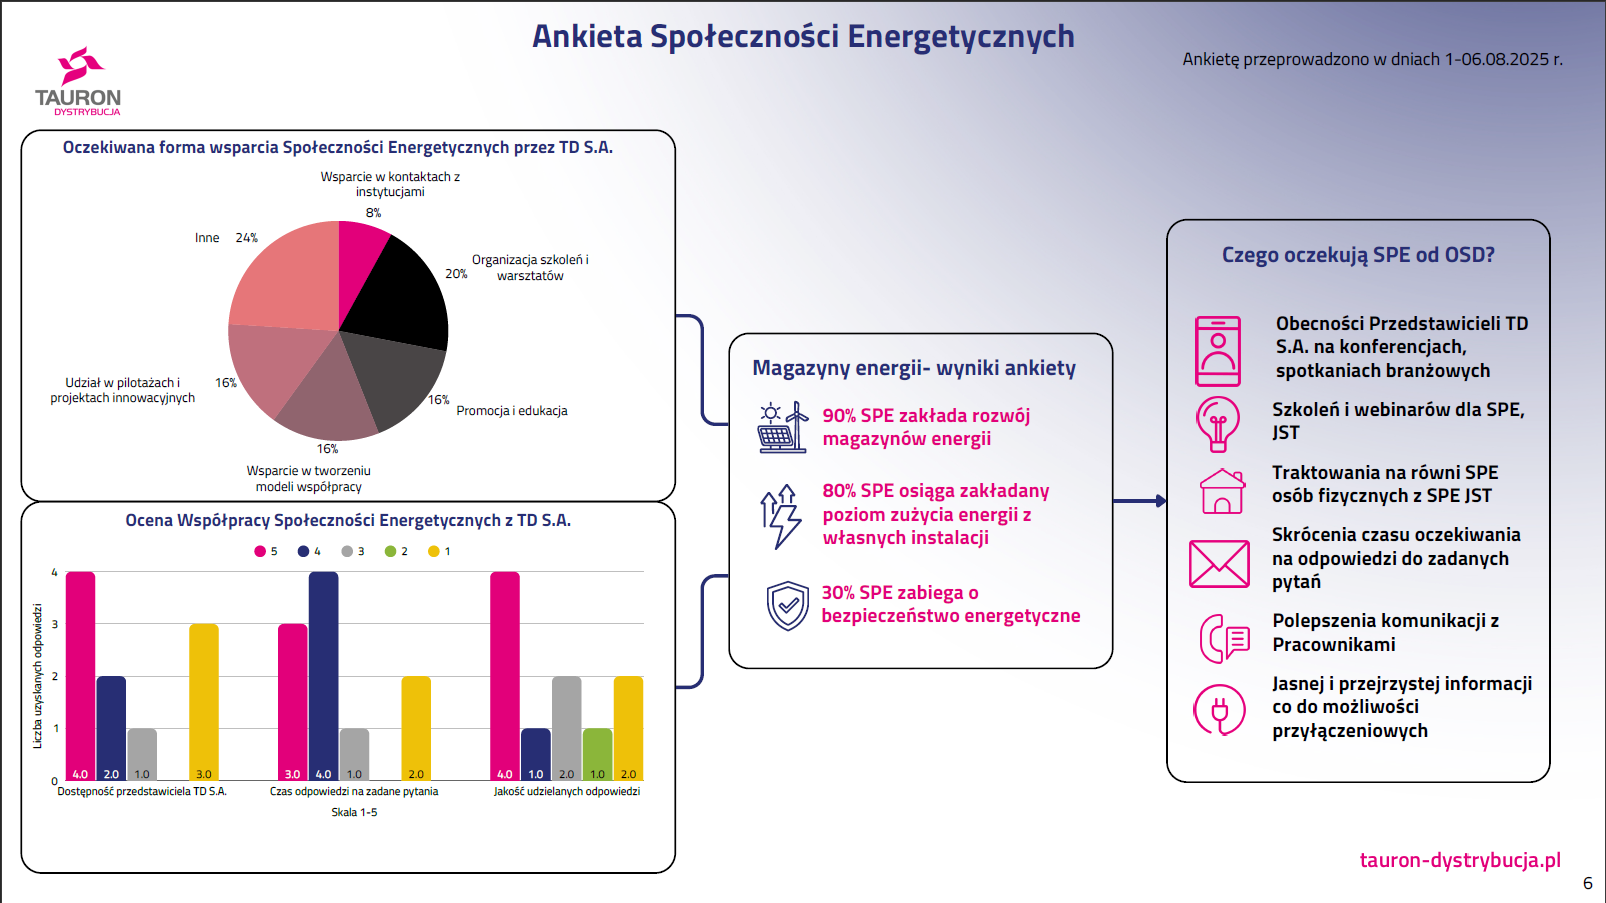 Ankieta Społeczności Energetycznych
Ankietę przeprowadzono w dniach 1-06.08.2025 r.
TAURON
DYSTRYBUCJA
Oczekiwana forma wsparcia Społeczności Energetycznych przez TD S.A.
Wsparcie w kontaktach z
instytucjami
8%
Inne 24%
Organizacja szkoleń i
warsztatów
20%
Udział w pilotażach i
projektach innowacyjnych
16%
16%
Promocja i edukacja
16%
Wsparcie w tworzeniu
modeli współpracy
Ocena Współpracy Społeczności Energetycznych z TD S.A.
5 4 3 2 1
Liczba uzyskanych odpowiedzi
4
3
2
1
0
4.0 2.0 1.0 3.0 3.0 4.0 1.0 2.0 4.0 1.0 2.0 1.0 2.0
Dostępność przedstawiciela TD S.A. Czas odpowiedzi na zadane pytania Jakość udzielanych odpowiedzi
Skala 1-5
Magazyny energii- wyniki ankiety
90% SPE zakłada rozwój
magazynów energii
80% SPE osiąga zakładany
poziom zużycia energii z
własnych instalacji
30% SPE zabiega o
bezpieczeństwo energetyczne
Czego oczekują SPE od OSD?
Obecności Przedstawicieli TD
S.A. na konferencjach,
spotkaniach branżowych
Szkoleń i webinarów dla SPE,
JST
Traktowania na równi SPE
osób fizycznych z SPE JST
Skrócenia czasu oczekiwania
na odpowiedzi do zadanych
pytań
Polepszenia komunikacji z
Pracownikami
Jasnej i przejrzystej informacji
co do możliwości
przyłączeniowych
tauron-dystrybucja.pl
6